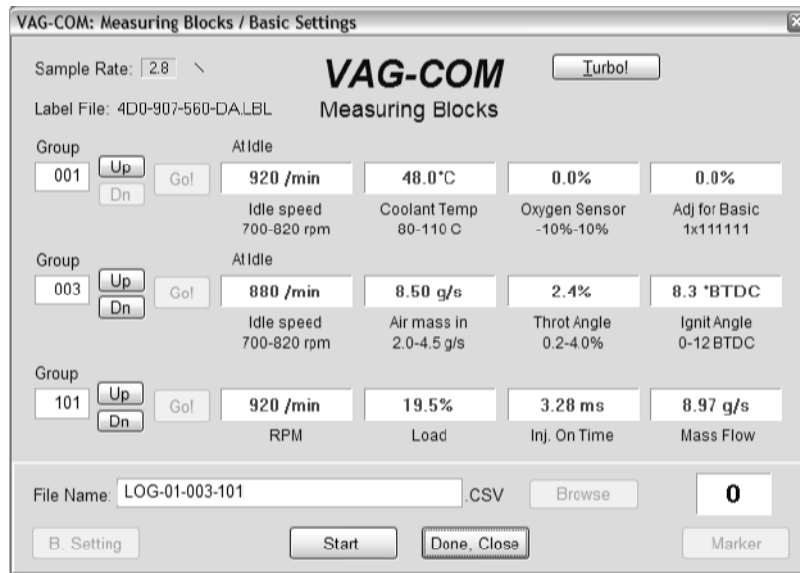 VAG-COM: Measuring Blocks / Basic Settings
Sample Rate: 2.8 \
VAG-COM
Turbo!
Label File: 4D0-907-560-DA.LBL
Measuring Blocks
Group
At Idle
001
Up
Dn
Go!
920 /min
48.0°C
0.0%
0.0%
Idle speed
700-820 rpm
Coolant Temp
80-110 C
Oxygen Sensor
-10%-10%
Adj for Basic
1x111111
Group
At Idle
003
Up
Dn
Go!
880 /min
8.50 g/s
2.4%
8.3 °BTDC
Idle speed
700-820 rpm
Air mass in
2.0-4.5 g/s
Throt Angle
0.2-4.0%
Ignit Angle
0-12 BTDC
Group
101
Up
Dn
Go!
920 /min
19.5%
3.28 ms
8.97 g/s
RPM
Load
Inj. On Time
Mass Flow
File Name: LOG-01-003-101 .CSV
Browse
0
B. Setting
Start
Done, Close
Marker